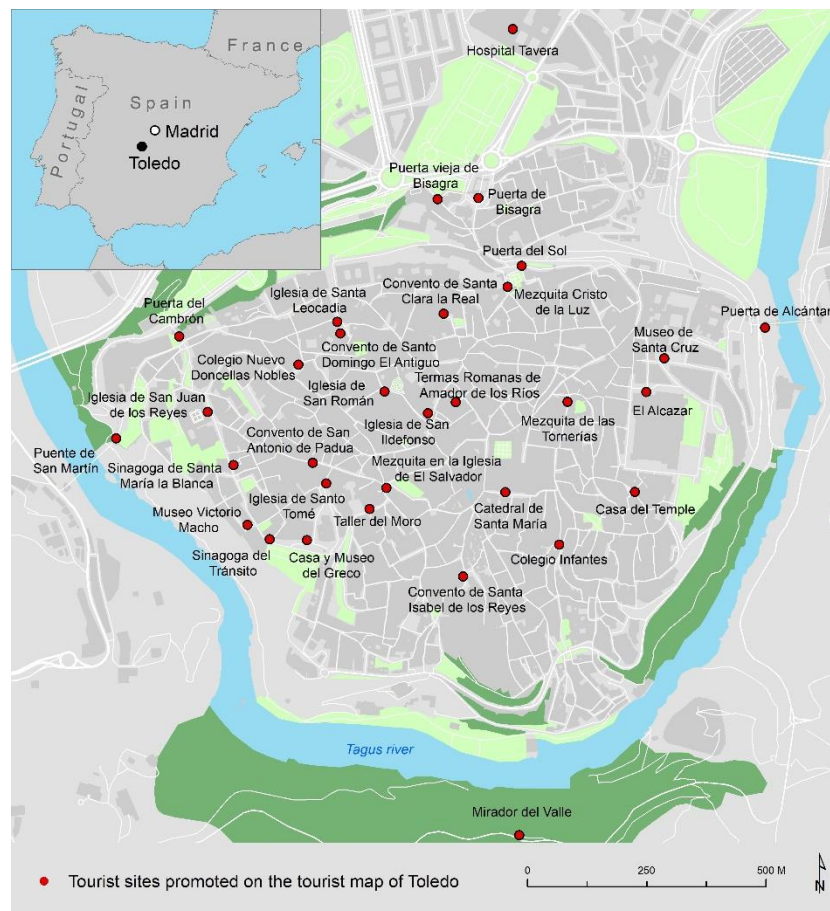 France
Spain
Portugal
Madrid
Toledo
Hospital Tavera
Puerta vieja de
Bisagra
Puerta de
Bisagra
Puerta del Sol
Convento de Santa
Clara la Real
Mezquita Cristo
de la Luz
Iglesia de Santa
Leocadia
Puerta del
Cambrón
Puerta de Alcántar
Museo de
Santa Cruz
Convento de Santo
Domingo El Antiguo
Colegio Nuevo
Doncellas Nobles
Iglesia de
San Román
Termas Romanas de
Amador de los Ríos
El Alcazar
Iglesia de San Juan
de los Reyes
Iglesia de San
Ildefonso
Mezquita de las
Tornerías
Puente de
San Martín
Convento de San
Antonio de Padua
Sinagoga de Santa
María la Blanca
Mezquita en la Iglesia
de El Salvador
Iglesia de Santo
Tomé
Catedral de
Santa María
Casa del Temple
Museo Victorio
Macho
Taller del Moro
Sinagoga del
Tránsito
Casa y Museo
del Greco
Colegio Infantes
Convento de Santa
Isabel de los Reyes
Tagus river
Mirador del Valle
Tourist sites promoted on the tourist map of Toledo
0 250 500 M
N